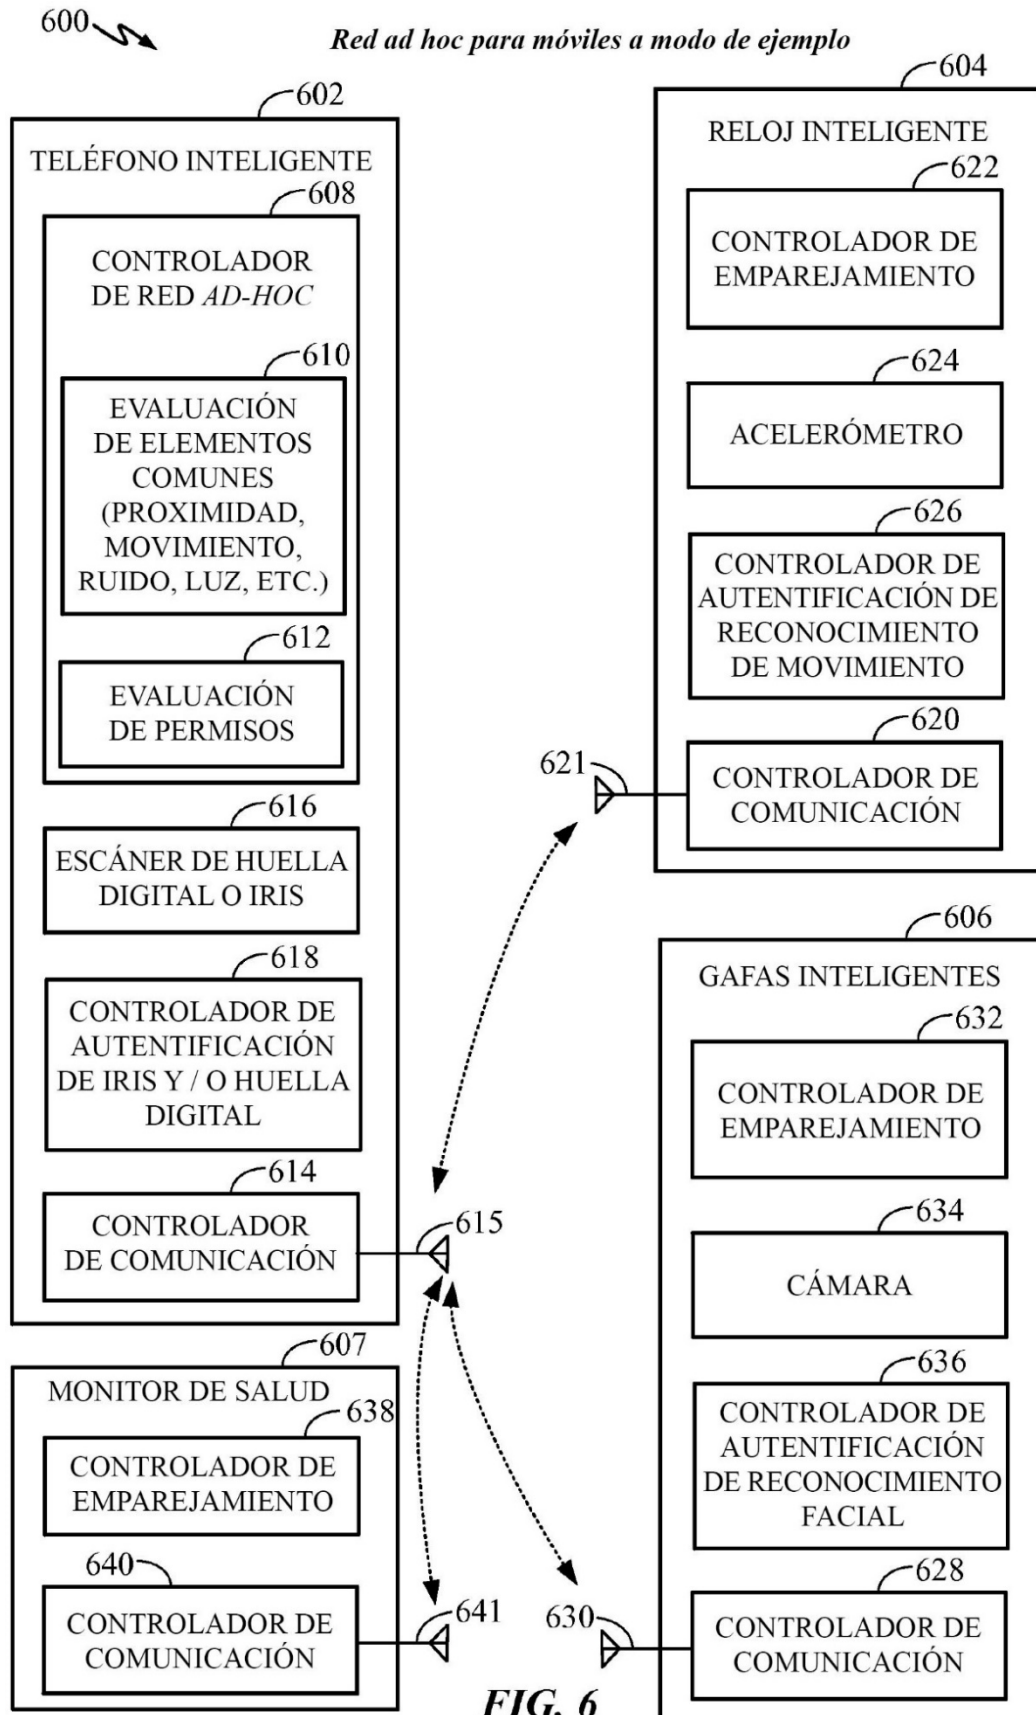 600
Red ad hoc para móviles a modo de ejemplo
602
TELÉFONO INTELIGENTE
608
CONTROLADOR
DE RED AD-HOC
610
EVALUACIÓN
DE ELEMENTOS
COMUNES
(PROXIMIDAD,
MOVIMIENTO,
RUIDO, LUZ, ETC.)
612
EVALUACIÓN
DE PERMISOS
616
ESCÁNER DE HUELLA
DIGITAL O IRIS
618
CONTROLADOR DE
AUTENTIFICACIÓN
DE IRIS Y / O HUELLA
DIGITAL
614
CONTROLADOR
DE COMUNICACIÓN
615
607
MONITOR DE SALUD
638
CONTROLADOR DE
EMPAREJAMIENTO
640
CONTROLADOR DE
COMUNICACIÓN
641
604
RELOJ INTELIGENTE
622
CONTROLADOR DE
EMPAREJAMIENTO
624
ACELERÓMETRO
626
CONTROLADOR DE
AUTENTIFICACIÓN DE
RECONOCIMIENTO
DE MOVIMIENTO
620
621
CONTROLADOR DE
COMUNICACIÓN
606
GAFAS INTELIGENTES
632
CONTROLADOR DE
EMPAREJAMIENTO
634
CÁMARA
636
CONTROLADOR DE
AUTENTIFICACIÓN
DE RECONOCIMIENTO
FACIAL
628
630
CONTROLADOR DE
COMUNICACIÓN
FIG. 6